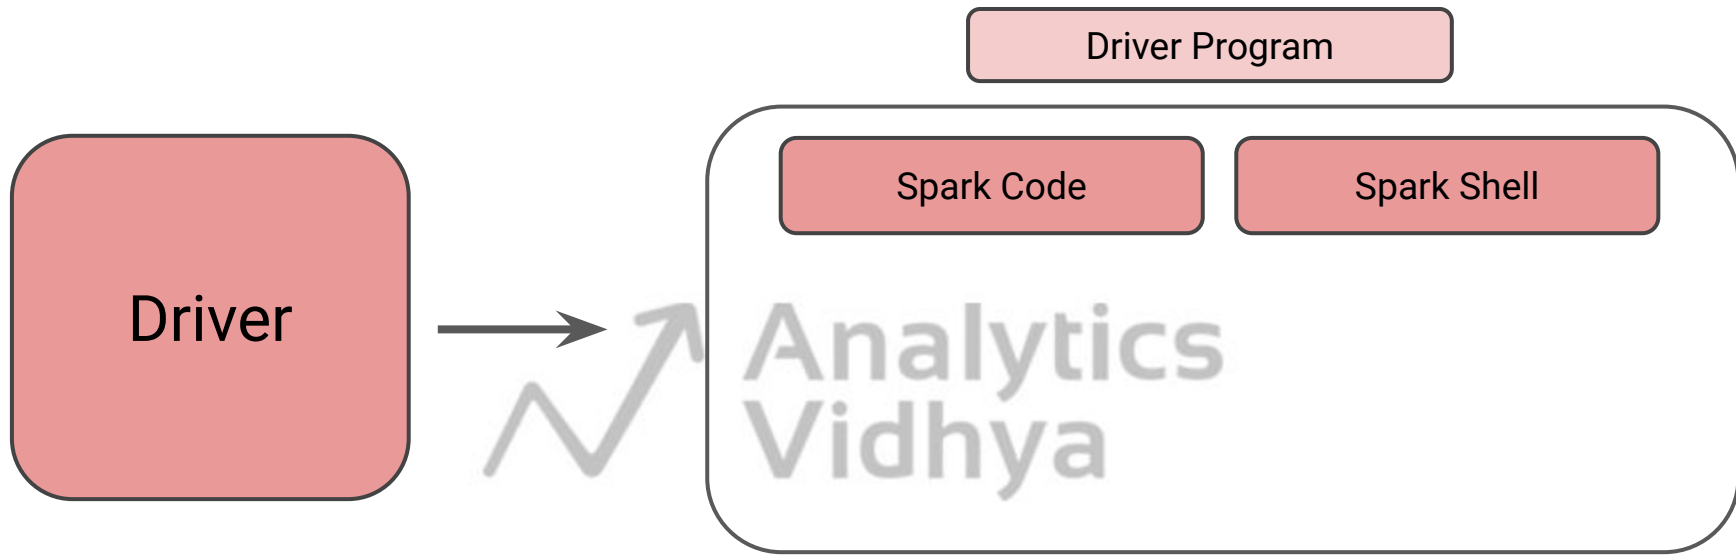 Driver Program
Spark Code
Spark Shell
Driver
Analytics
Vidhya